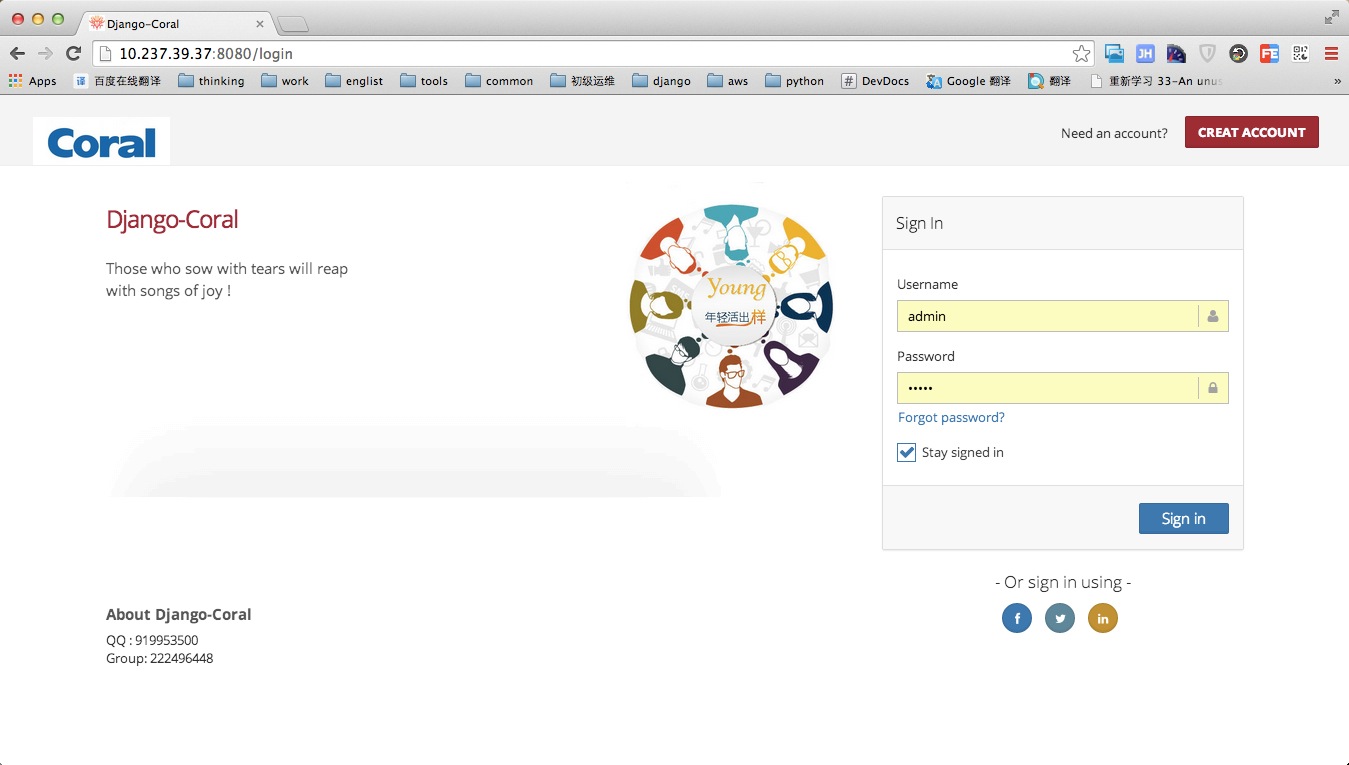 Django-Coral
10.237.39.37:8080/login
Apps 百度在线翻译 thinking work englist tools common 初级运维 django aws python DevDocs Google 翻译 翻译 重新学习 33-An unus
Coral
Need an account? CREAT ACCOUNT
Django-Coral
Those who sow with tears will reap
with songs of joy !
Young
年轻活出样
Sign In
Username
admin
Password
•••••
Forgot password?
Stay signed in
Sign in
- Or sign in using -
About Django-Coral
QQ : 919953500
Group: 222496448